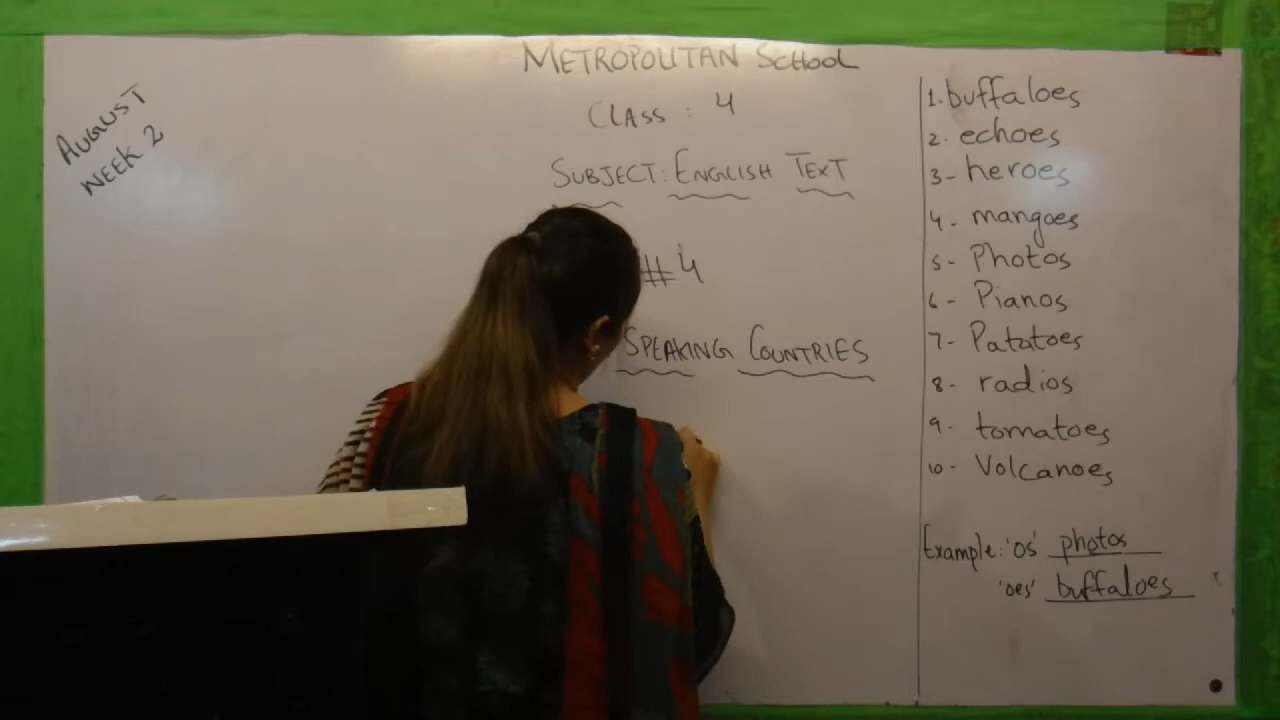 AUGUST
WEEK 2
METROPOLITAN School
CLASS : 4
SUBJECT: ENGLISH TEXT
#4
SPEAKING COUNTRIES
1. buffaloes
2. echoes
3- heroes
4- mangoes
5- Photos
6- Pianos
7- Patatoes
8- radios
9- tomatoes
10- Volcanoes
Example: 'os' photos
'oes' buffaloes